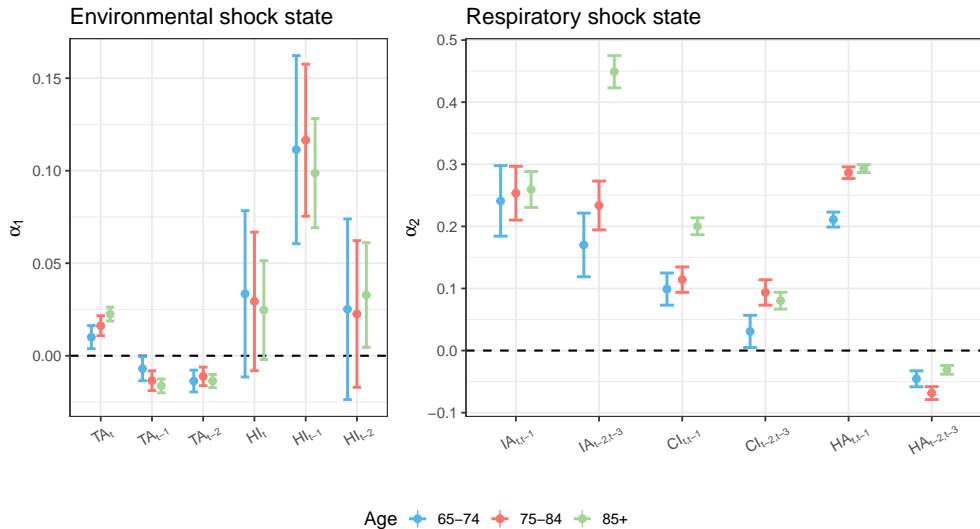 Environmental shock state
Respiratory shock state
α₁
0.15
0.10
0.05
0.00
TAₜ
TAₜ₋₁
TAₜ₋₂
HIₜ
HIₜ₋₁
HIₜ₋₂
α₂
0.5
0.4
0.3
0.2
0.1
0.0
−0.1
IAₜ,ₜ₋₁
IAₜ₋₂,ₜ₋₃
CIₜ,ₜ₋₁
CIₜ₋₂,ₜ₋₃
HAₜ,ₜ₋₁
HAₜ₋₂,ₜ₋₃
Age 65−74 75−84 85+